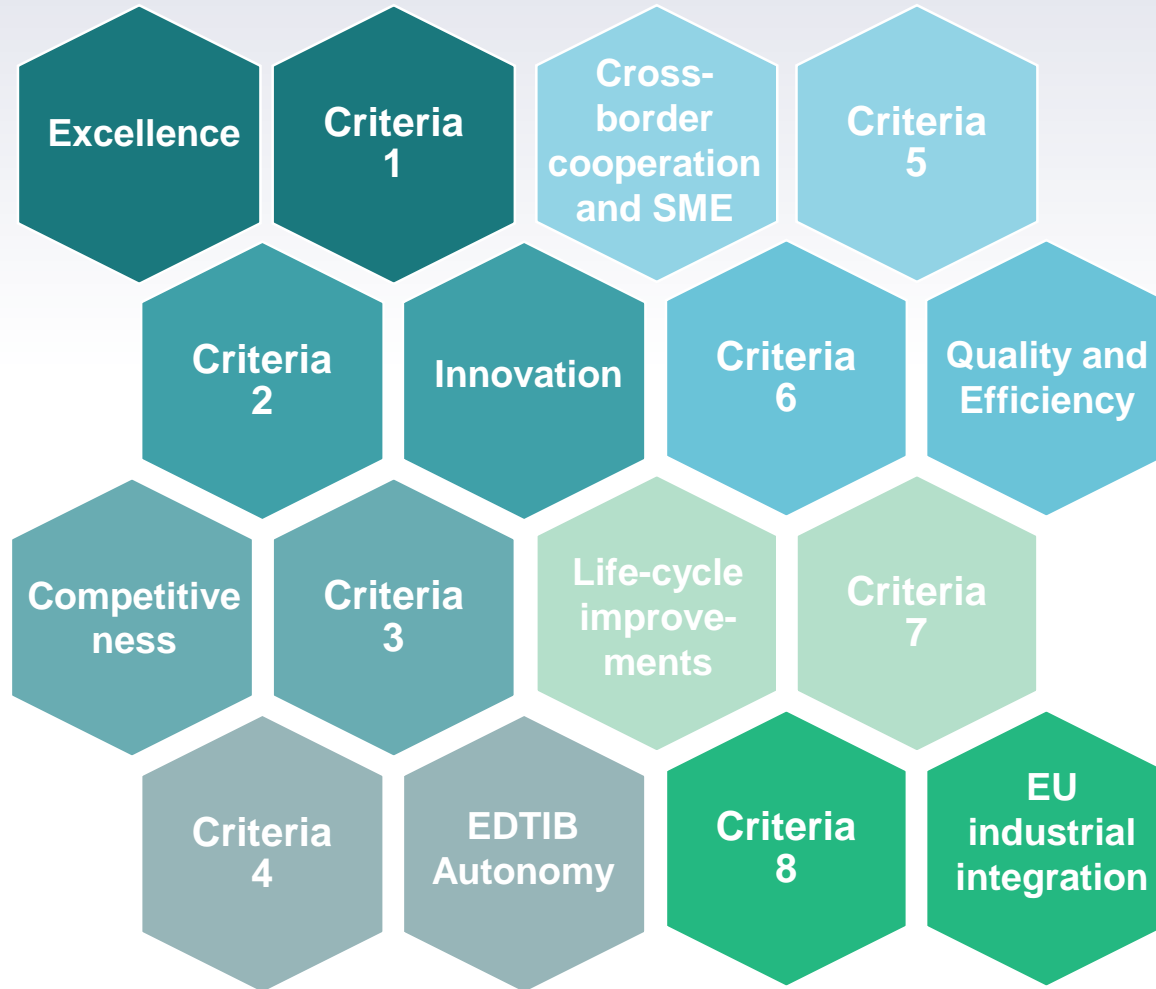 Excellence
Criteria
1
Cross-
border
cooperation
and SME
Criteria
5
Criteria
2
Innovation
Criteria
6
Quality and
Efficiency
Competitive
ness
Criteria
3
Life-cycle
improve-
ments
Criteria
7
Criteria
4
EDTIB
Autonomy
Criteria
8
EU
industrial
integration